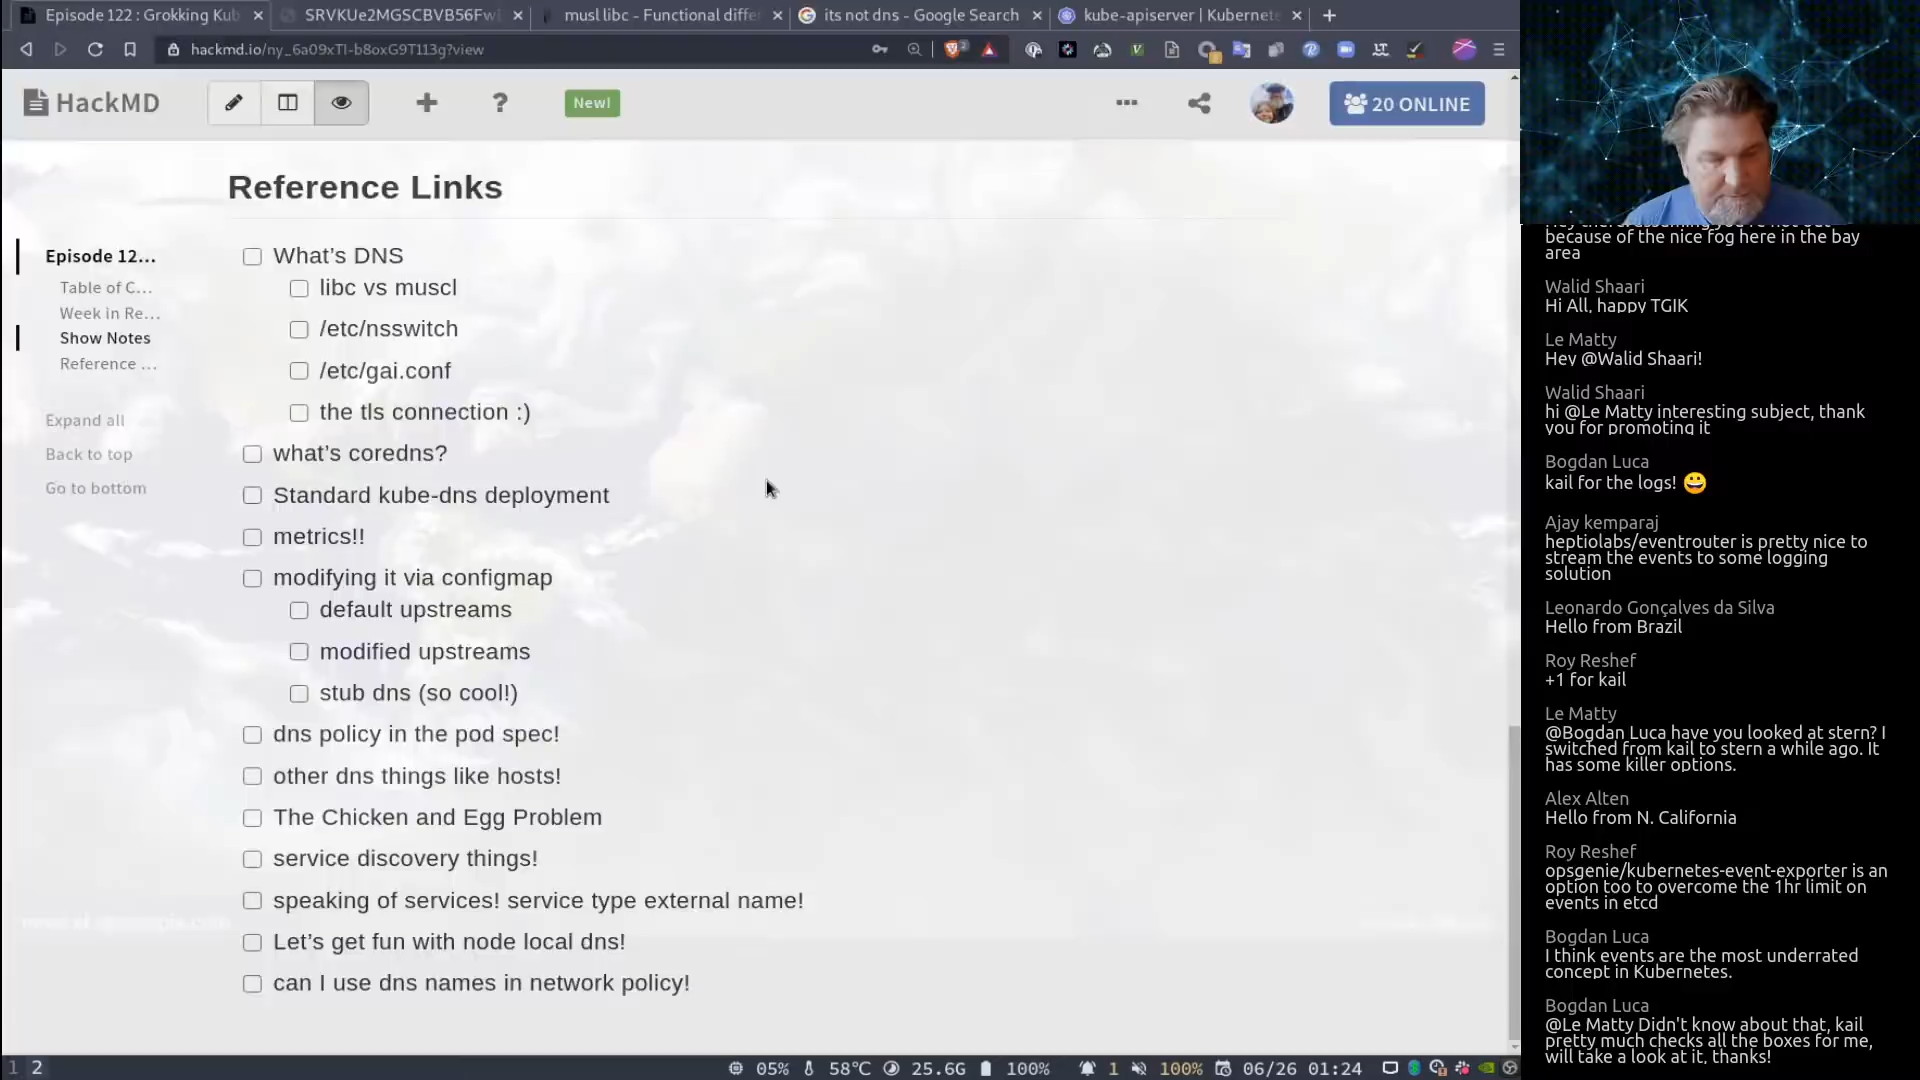 Episode 122 : Grokking Kub
SRVKUe2MGSCBVB56Fwi
musl libc - Functional differ
its not dns - Google Search
kube-apiserver | Kubernete
hackmd.io/ny_6a09xTI-b8oxG9T113g?view
HackMD
New!
20 ONLINE
Reference Links
Episode 12...
Table of C...
Week in Re...
Show Notes
Reference ...
Expand all
Back to top
Go to bottom
What's DNS
libc vs muscl
/etc/nsswitch
/etc/gai.conf
the tls connection :)
what's coredns?
Standard kube-dns deployment
metrics!!
modifying it via configmap
default upstreams
modified upstreams
stub dns (so cool!)
dns policy in the pod spec!
other dns things like hosts!
The Chicken and Egg Problem
service discovery things!
speaking of services! service type external name!
Let's get fun with node local dns!
can I use dns names in network policy!
because of the nice fog here in the bay
area
Walid Shaari
Hi All, happy TGIK
Le Matty
Hey @Walid Shaari!
Walid Shaari
hi @Le Matty interesting subject, thank
you for promoting it
Bogdan Luca
kail for the logs! 😀
Ajay kemparaj
heptiolabs/eventrouter is pretty nice to
stream the events to some logging
solution
Leonardo Gonçalves da Silva
Hello from Brazil
Roy Reshef
+1 for kail
Le Matty
@Bogdan Luca have you looked at stern? I
switched from kail to stern a while ago. It
has some killer options.
Alex Alten
Hello from N. California
Roy Reshef
opsgenie/kubernetes-event-exporter is an
option too to overcome the 1hr limit on
events in etcd
Bogdan Luca
I think events are the most underrated
concept in Kubernetes.
Bogdan Luca
@Le Matty Didn't know about that, kail
pretty much checks all the boxes for me,
will take a look at it, thanks!
1 2
05% 58°C 25.6G 100% 1 100% 06/26 01:24